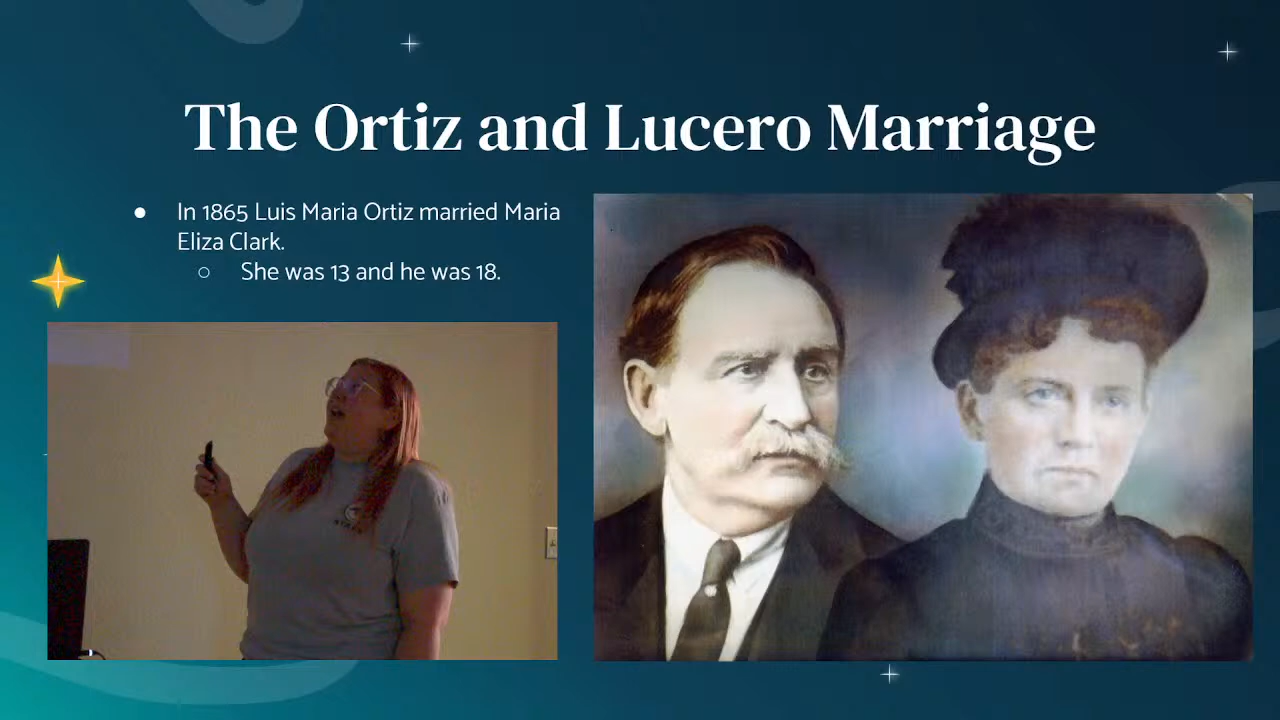 The Ortiz and Lucero Marriage
● In 1865 Luis Maria Ortiz married Maria
Eliza Clark.
○ She was 13 and he was 18.